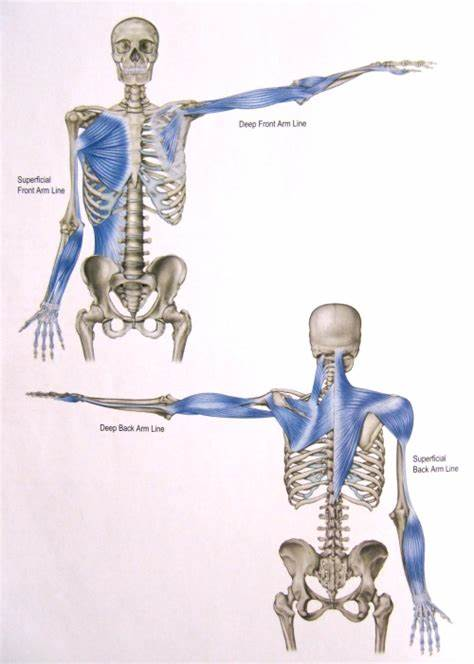 Deep Front Arm Line
Superficial
Front Arm Line
Deep Back Arm Line
Superficial
Back Arm Line